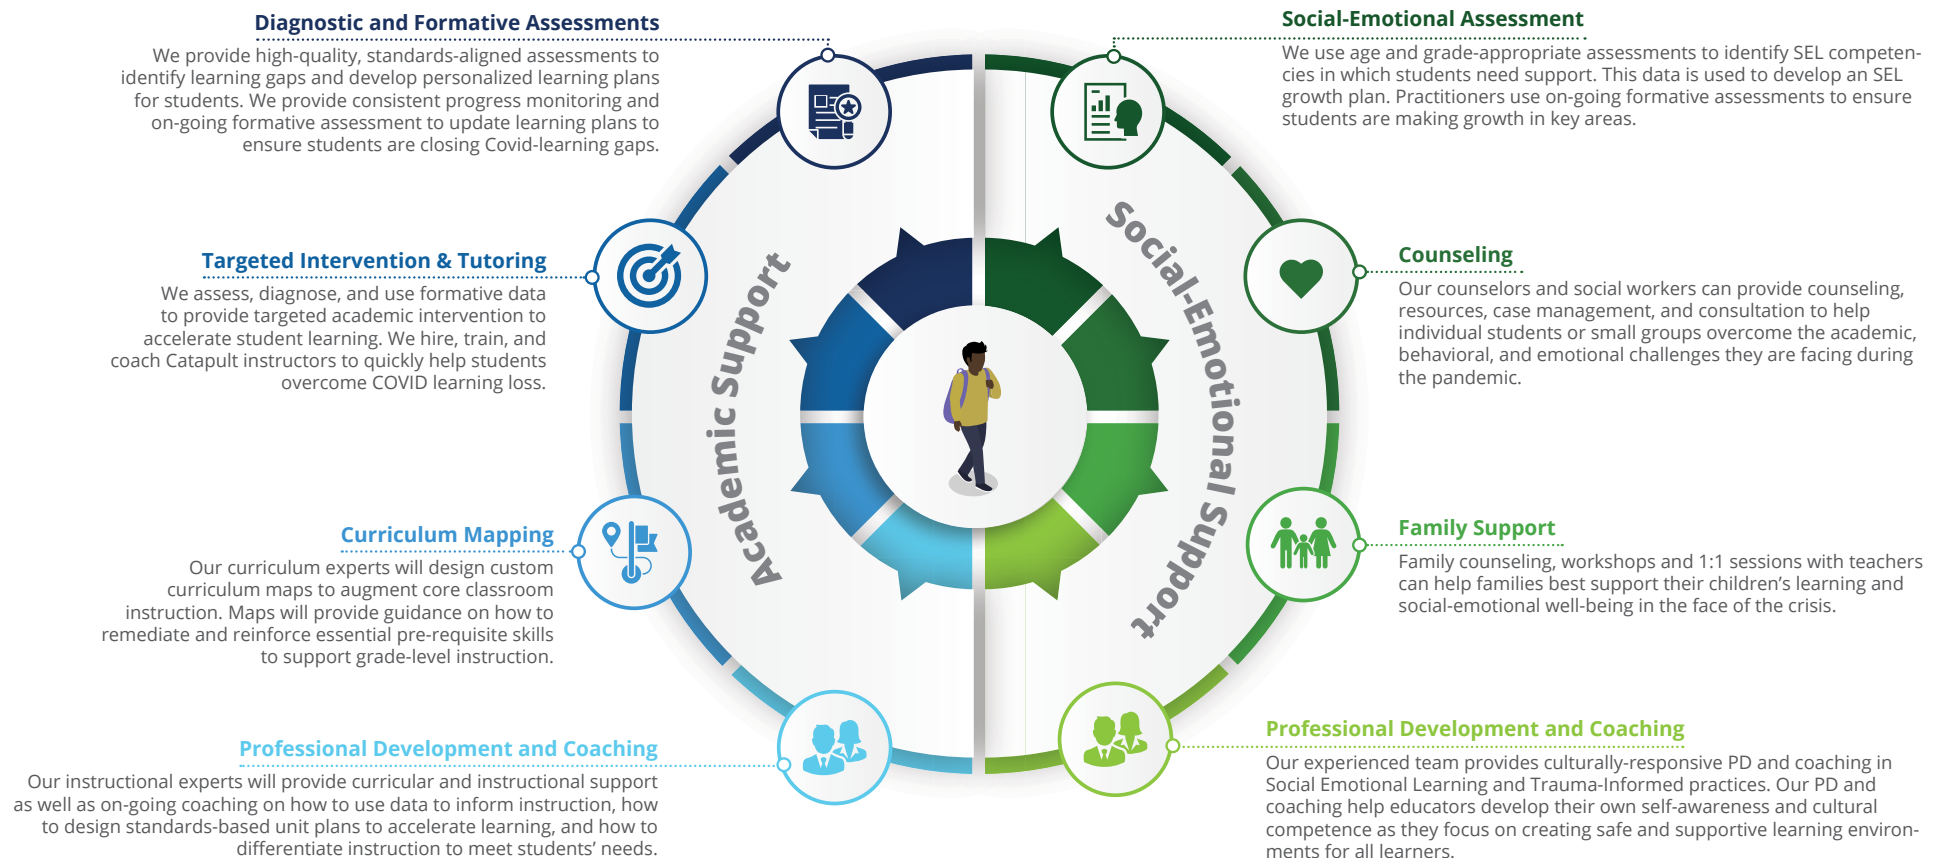 Diagnostic and Formative Assessments
We provide high-quality, standards-aligned assessments to
identify learning gaps and develop personalized learning plans
for students. We provide consistent progress monitoring and
on-going formative assessment to update learning plans to
ensure students are closing Covid-learning gaps.
Targeted Intervention & Tutoring
We assess, diagnose, and use formative data
to provide targeted academic intervention to
accelerate student learning. We hire, train, and
coach Catapult instructors to quickly help students
overcome COVID learning loss.
Curriculum Mapping
Our curriculum experts will design custom
curriculum maps to augment core classroom
instruction. Maps will provide guidance on how to
remediate and reinforce essential pre-requisite skills
to support grade-level instruction.
Professional Development and Coaching
Our instructional experts will provide curricular and instructional support
as well as on-going coaching on how to use data to inform instruction, how
to design standards-based unit plans to accelerate learning, and how to
differentiate instruction to meet students’ needs.
Academic Support
Social-Emotional Support
Social-Emotional Assessment
We use age and grade-appropriate assessments to identify SEL competen-
cies in which students need support. This data is used to develop an SEL
growth plan. Practitioners use on-going formative assessments to ensure
students are making growth in key areas.
Counseling
Our counselors and social workers can provide counseling,
resources, case management, and consultation to help
individual students or small groups overcome the academic,
behavioral, and emotional challenges they are facing during
the pandemic.
Family Support
Family counseling, workshops and 1:1 sessions with teachers
can help families best support their children’s learning and
social-emotional well-being in the face of the crisis.
Professional Development and Coaching
Our experienced team provides culturally-responsive PD and coaching in
Social Emotional Learning and Trauma-Informed practices. Our PD and
coaching help educators develop their own self-awareness and cultural
competence as they focus on creating safe and supportive learning environ-
ments for all learners.